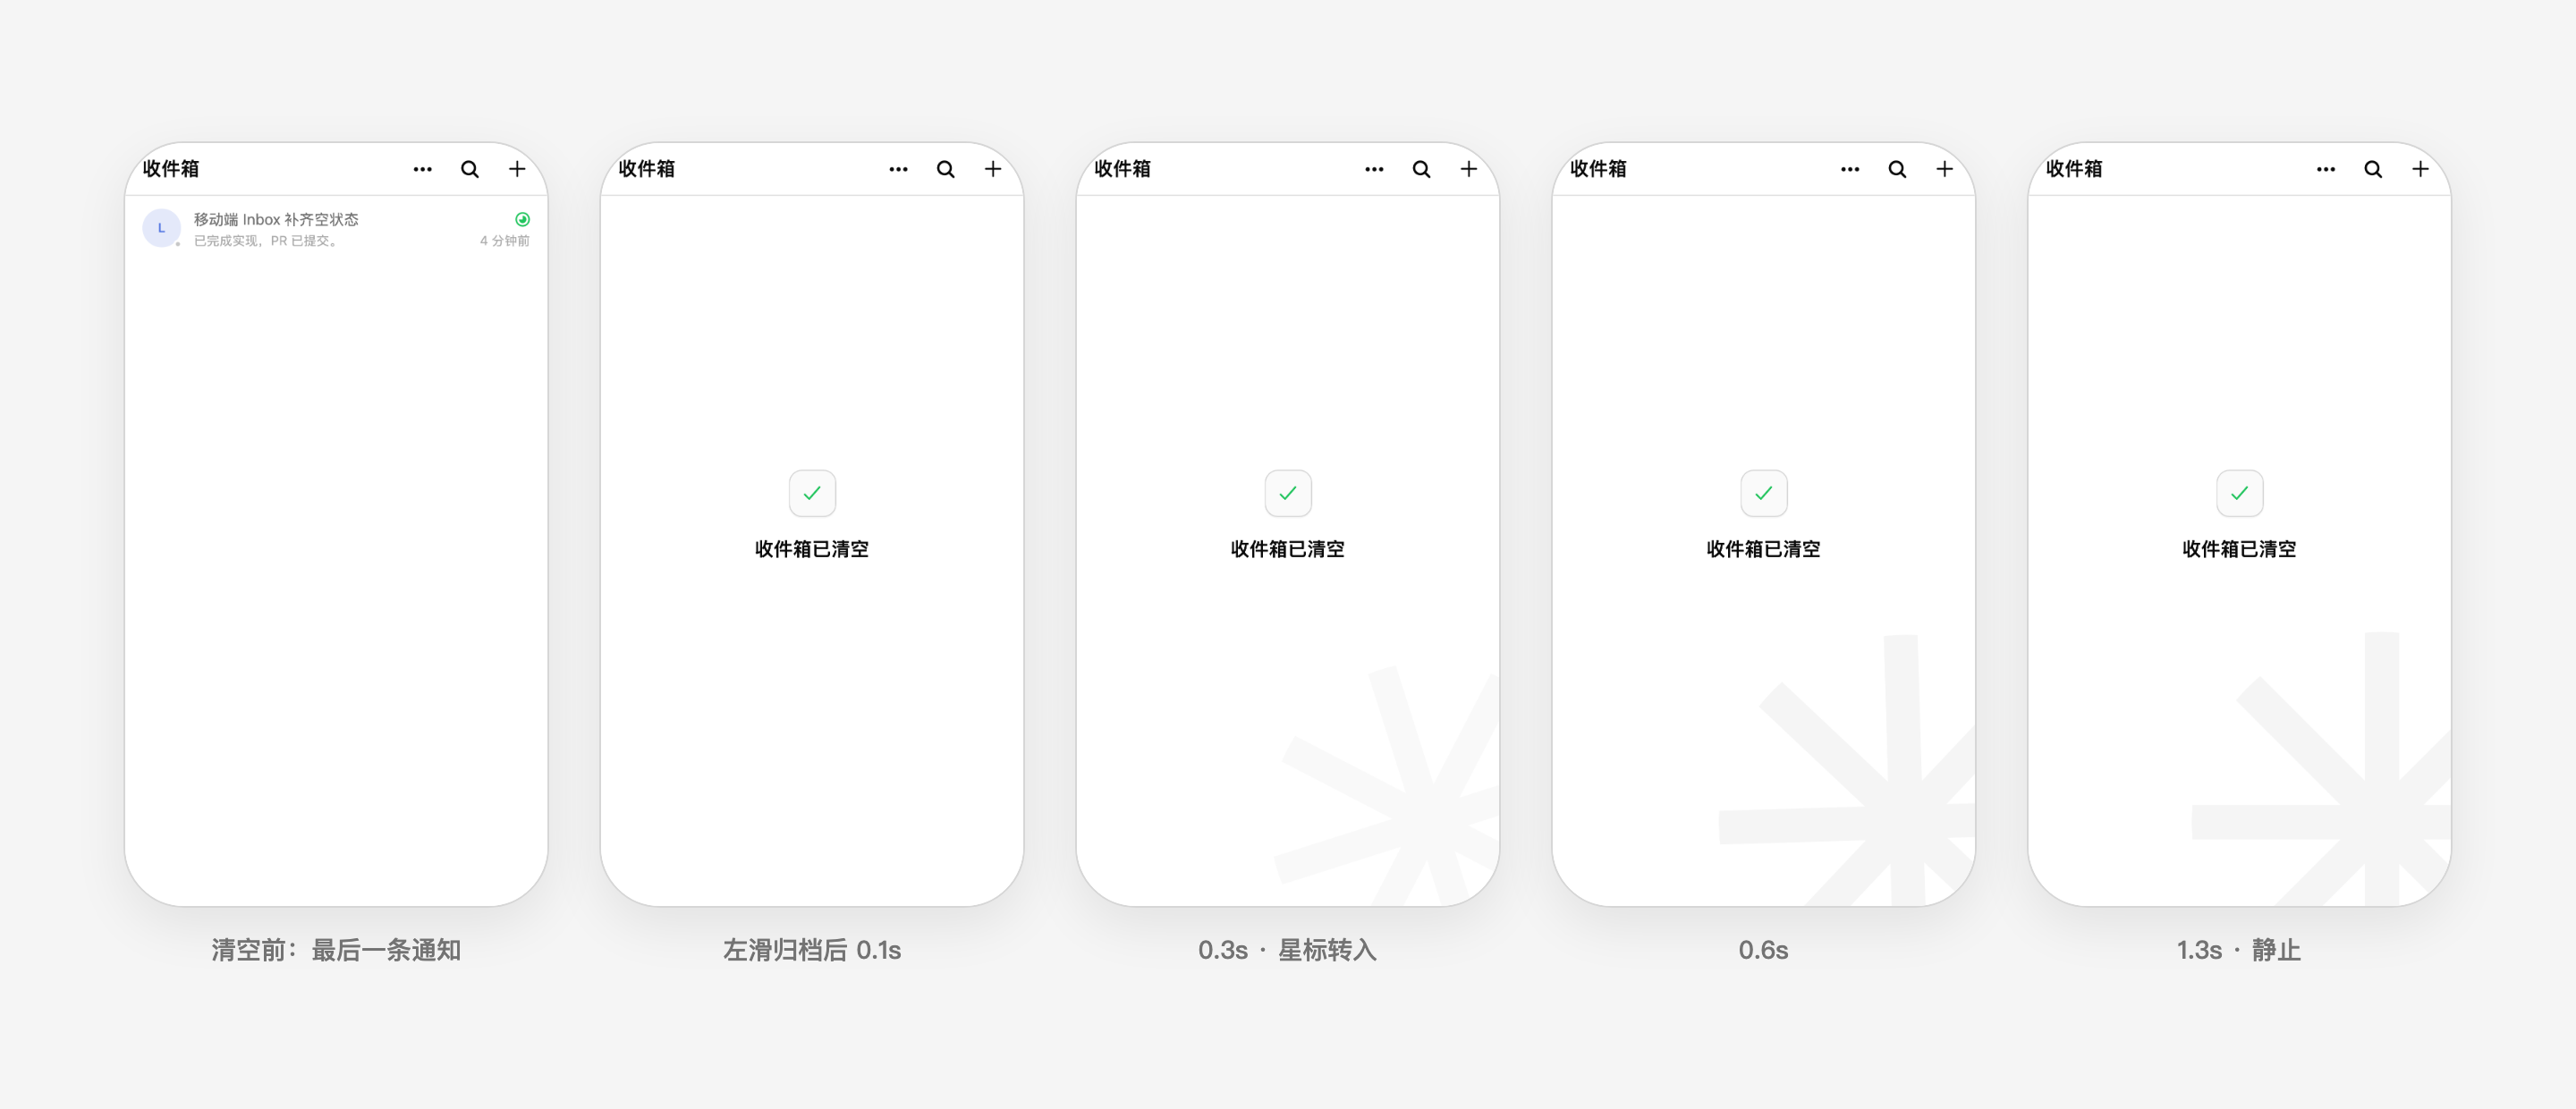 收件箱
L
移动端 Inbox 补齐空状态
已完成实现，PR 已提交。
4 分钟前
清空前：最后一条通知
收件箱
收件箱已清空
左滑归档后 0.1s
收件箱
收件箱已清空
0.3s · 星标转入
收件箱
收件箱已清空
0.6s
收件箱
收件箱已清空
1.3s · 静止